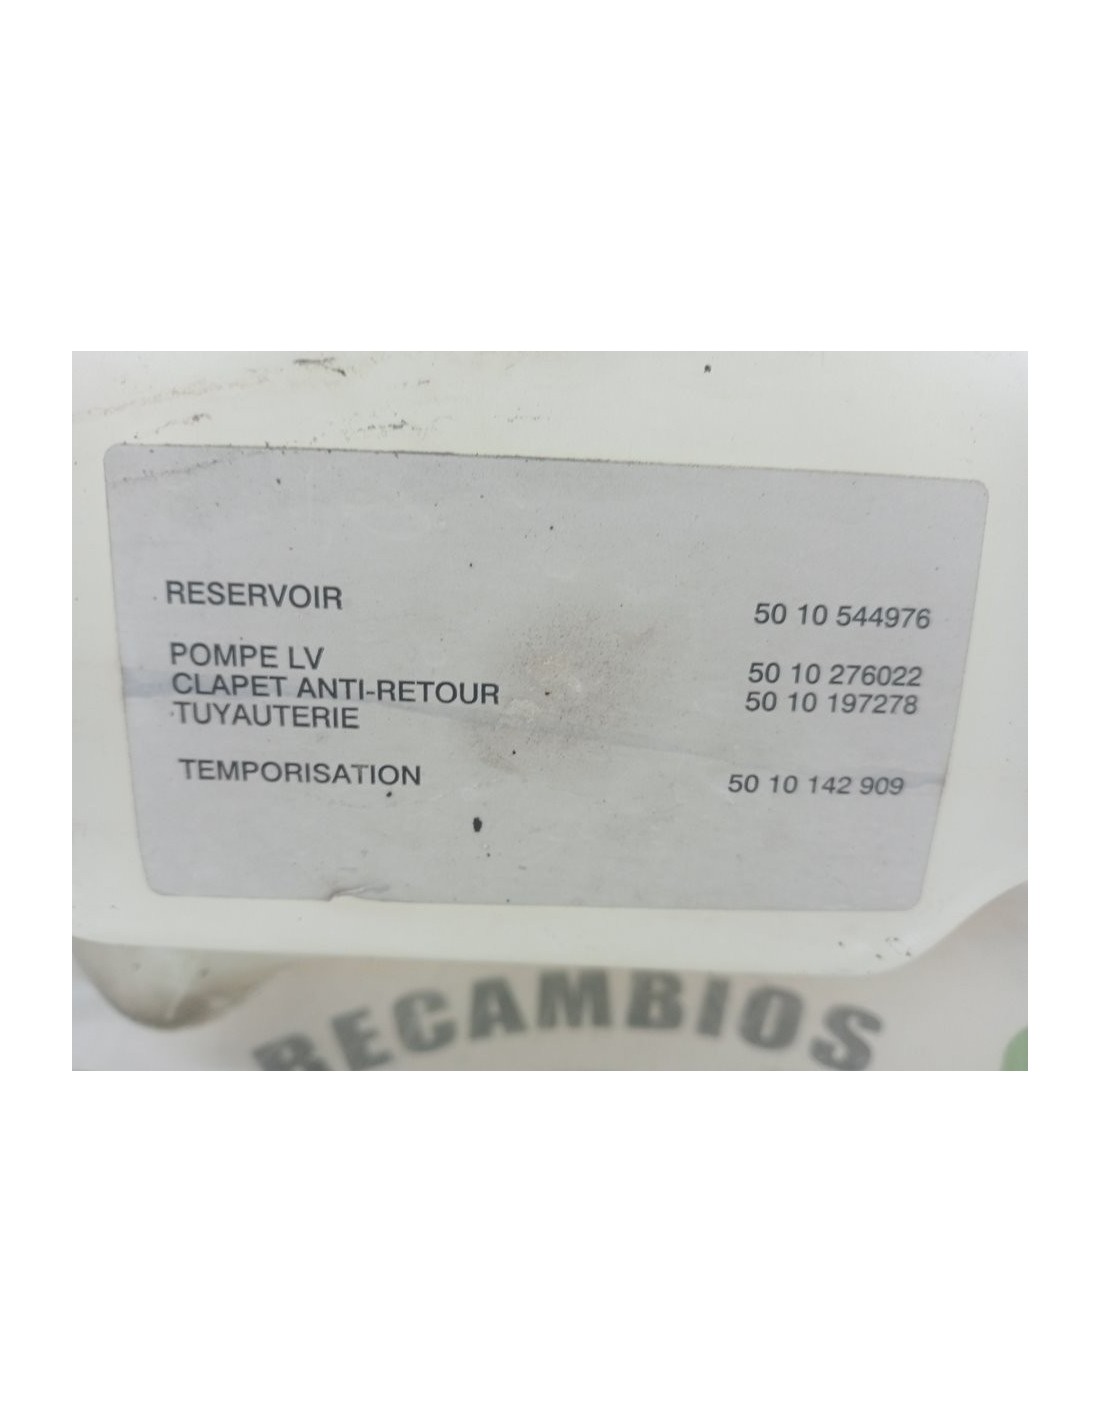 RESERVOIR 50 10 544976
POMPE LV 50 10 276022
CLAPET ANTI-RETOUR 50 10 197278
TUYAUTERIE
TEMPORISATION 50 10 142 909
RECAMBIOS